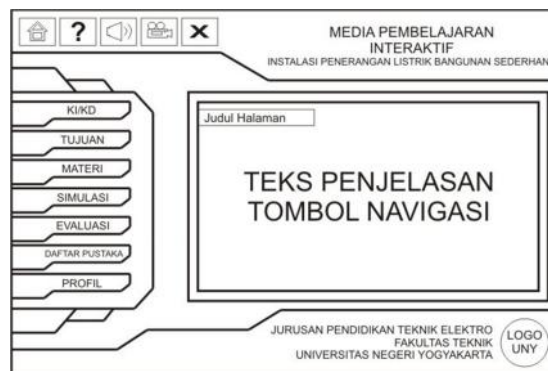 ?
X
MEDIA PEMBELAJARAN
INTERAKTIF
INSTALASI PENERANGAN LISTRIK BANGUNAN SEDERHAN
KI/KD
TUJUAN
MATERI
SIMULASI
EVALUASI
DAFTAR PUSTAKA
PROFIL
Judul Halaman
TEKS PENJELASAN
TOMBOL NAVIGASI
JURUSAN PENDIDIKAN TEKNIK ELEKTRO
FAKULTAS TEKNIK
UNIVERSITAS NEGERI YOGYAKARTA
LOGO
UNY